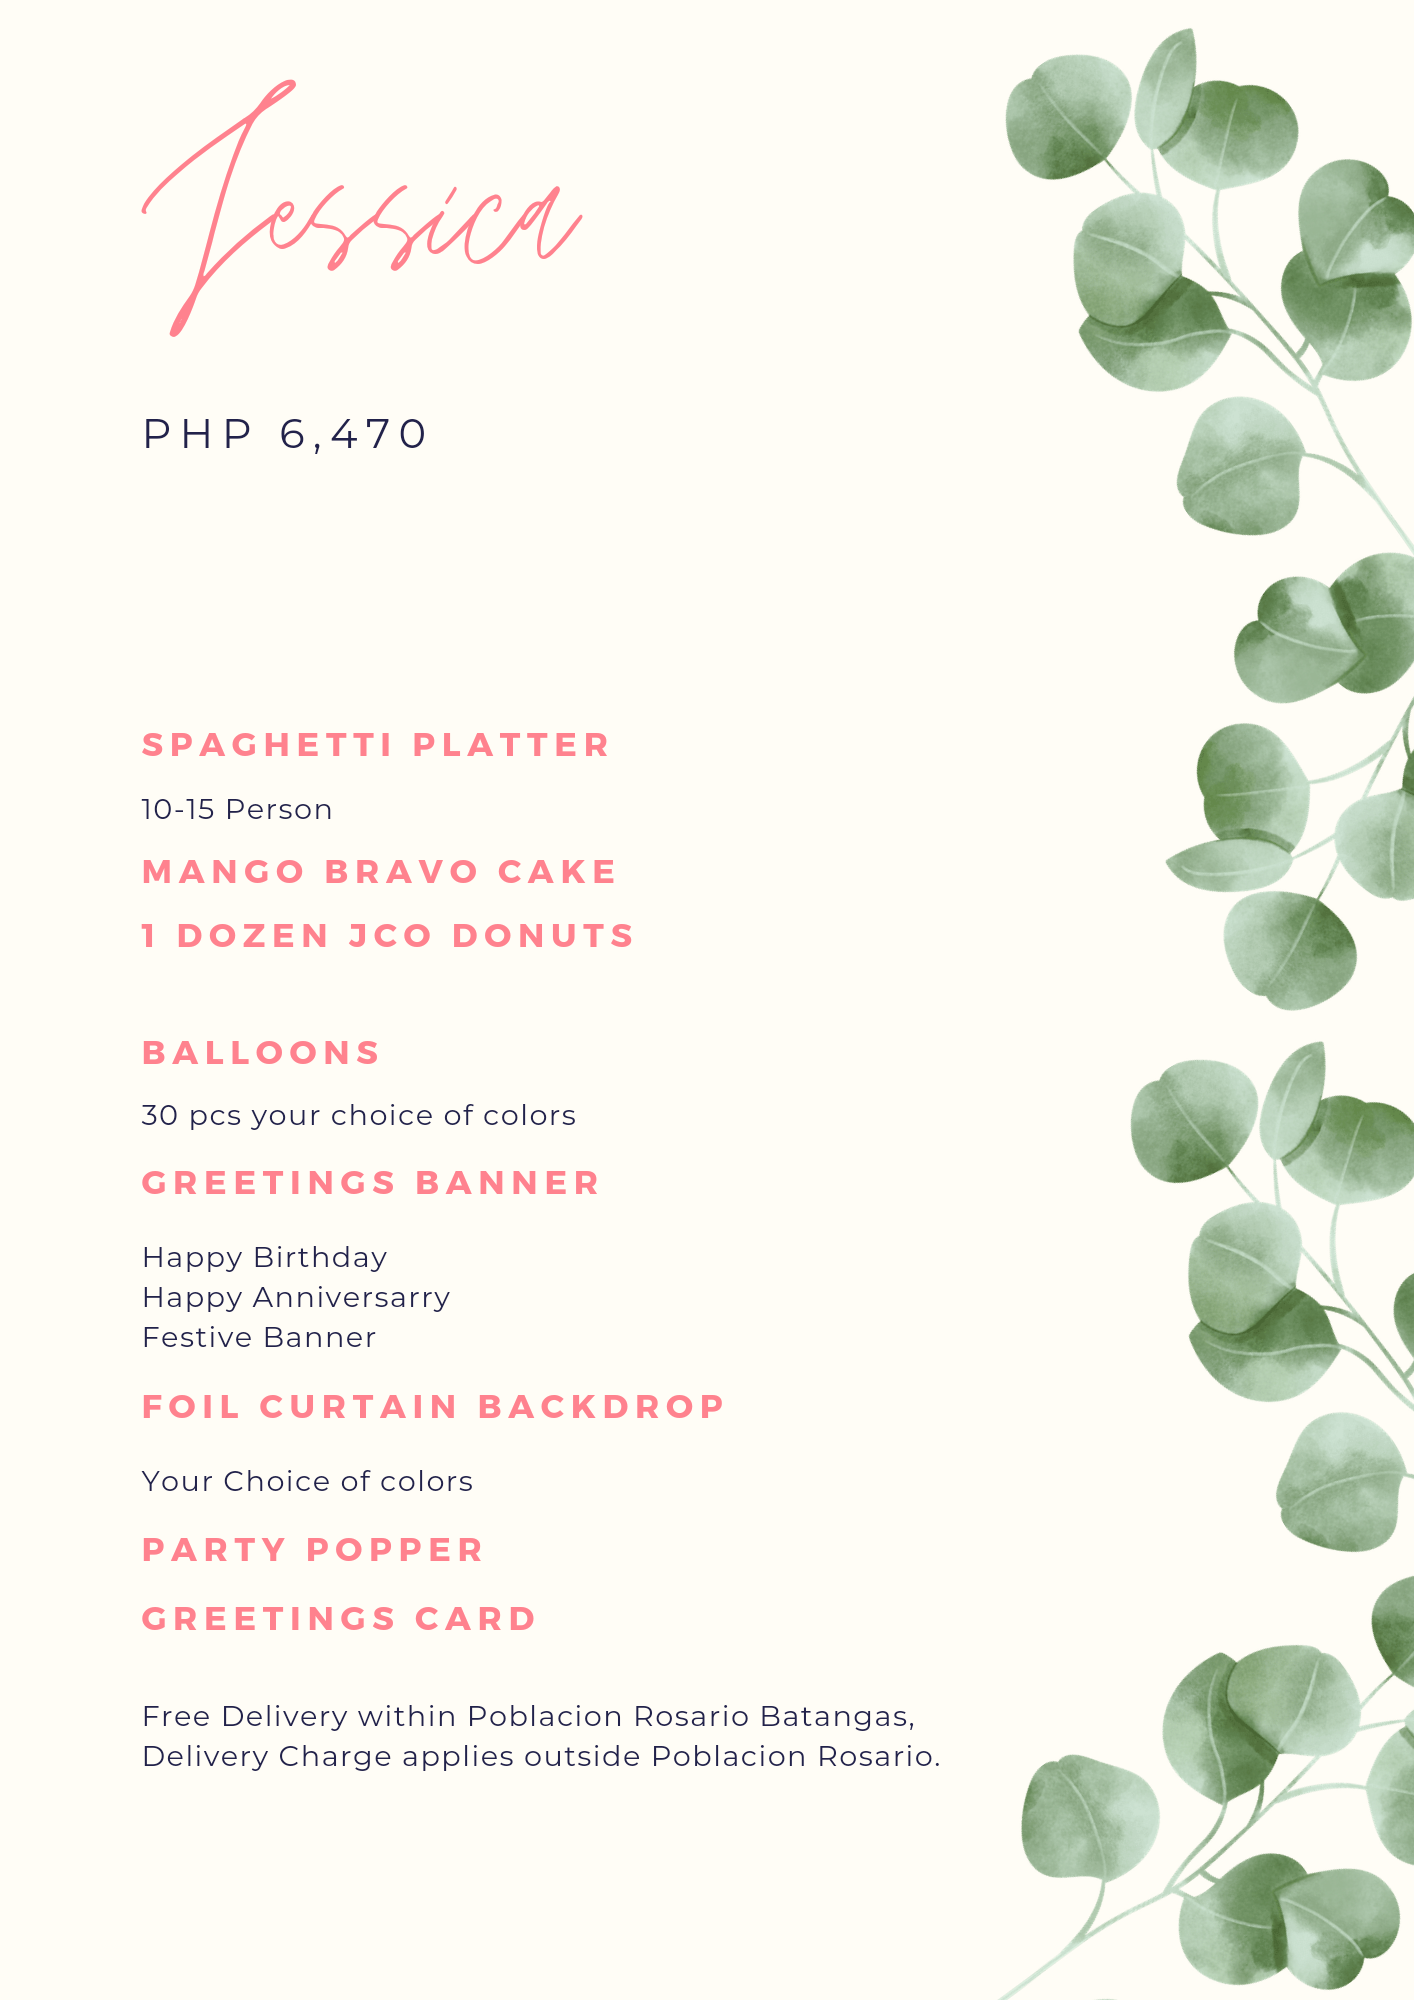 Jessica
PHP 6,470
SPAGHETTI PLATTER
10-15 Person
MANGO BRAVO CAKE
1 DOZEN JCO DONUTS
BALLOONS
30 pcs your choice of colors
GREETINGS BANNER
Happy Birthday
Happy Anniversarry
Festive Banner
FOIL CURTAIN BACKDROP
Your Choice of colors
PARTY POPPER
GREETINGS CARD
Free Delivery within Poblacion Rosario Batangas,
Delivery Charge applies outside Poblacion Rosario.